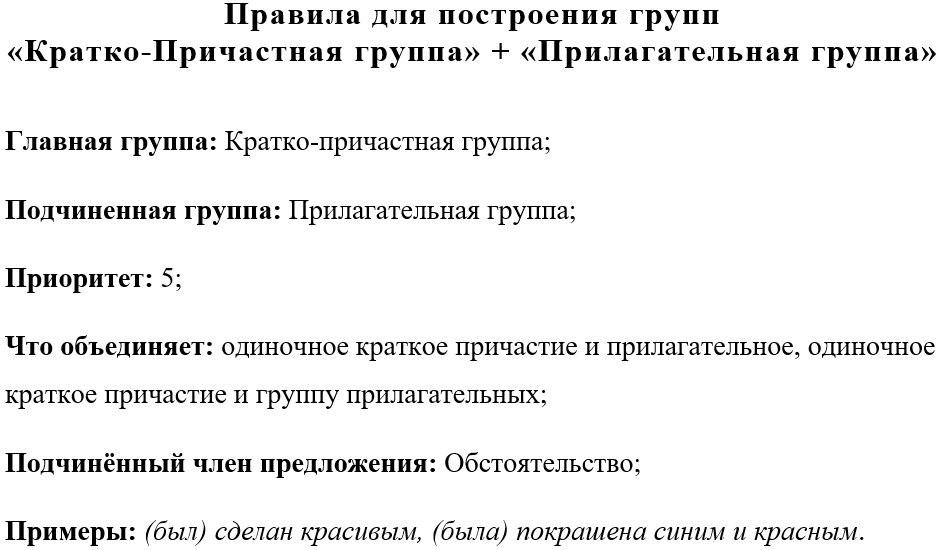 Правила для построения групп
«Кратко-Причастная группа» + «Прилагательная группа»
Главная группа: Кратко-причастная группа;
Подчиненная группа: Прилагательная группа;
Приоритет: 5;
Что объединяет: одиночное краткое причастие и прилагательное, одиночное
краткое причастие и группу прилагательных;
Подчинённый член предложения: Обстоятельство;
Примеры: (был) сделан красивым, (была) покрашена синим и красным.